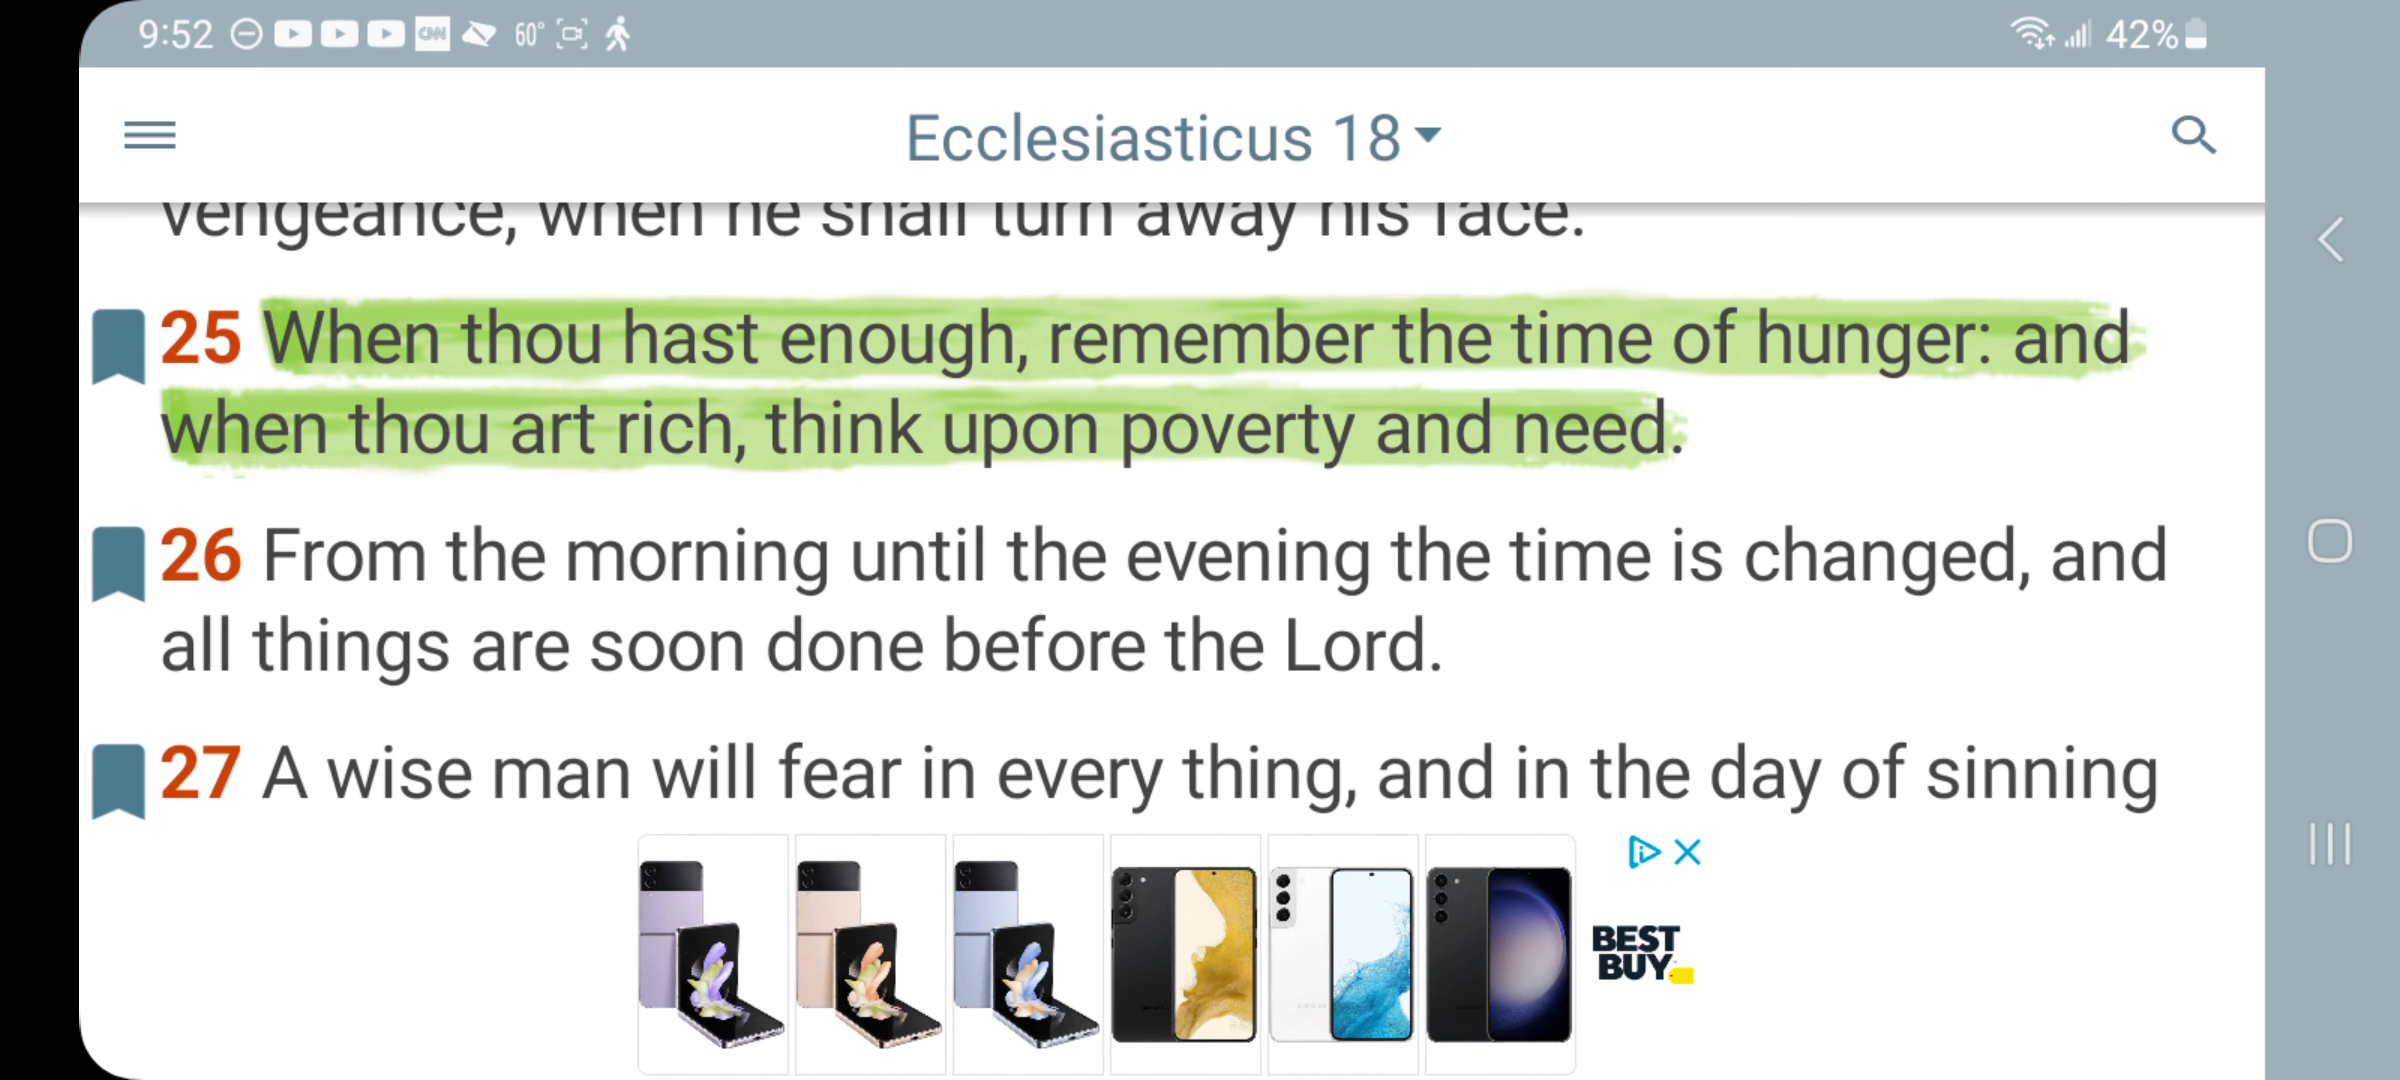 9:52 CNN 60° 42%
Ecclesiasticus 18
vengeance, when he shall turn away his face.
25 When thou hast enough, remember the time of hunger: and
when thou art rich, think upon poverty and need.
26 From the morning until the evening the time is changed, and
all things are soon done before the Lord.
27 A wise man will fear in every thing, and in the day of sinning
BEST
BUY